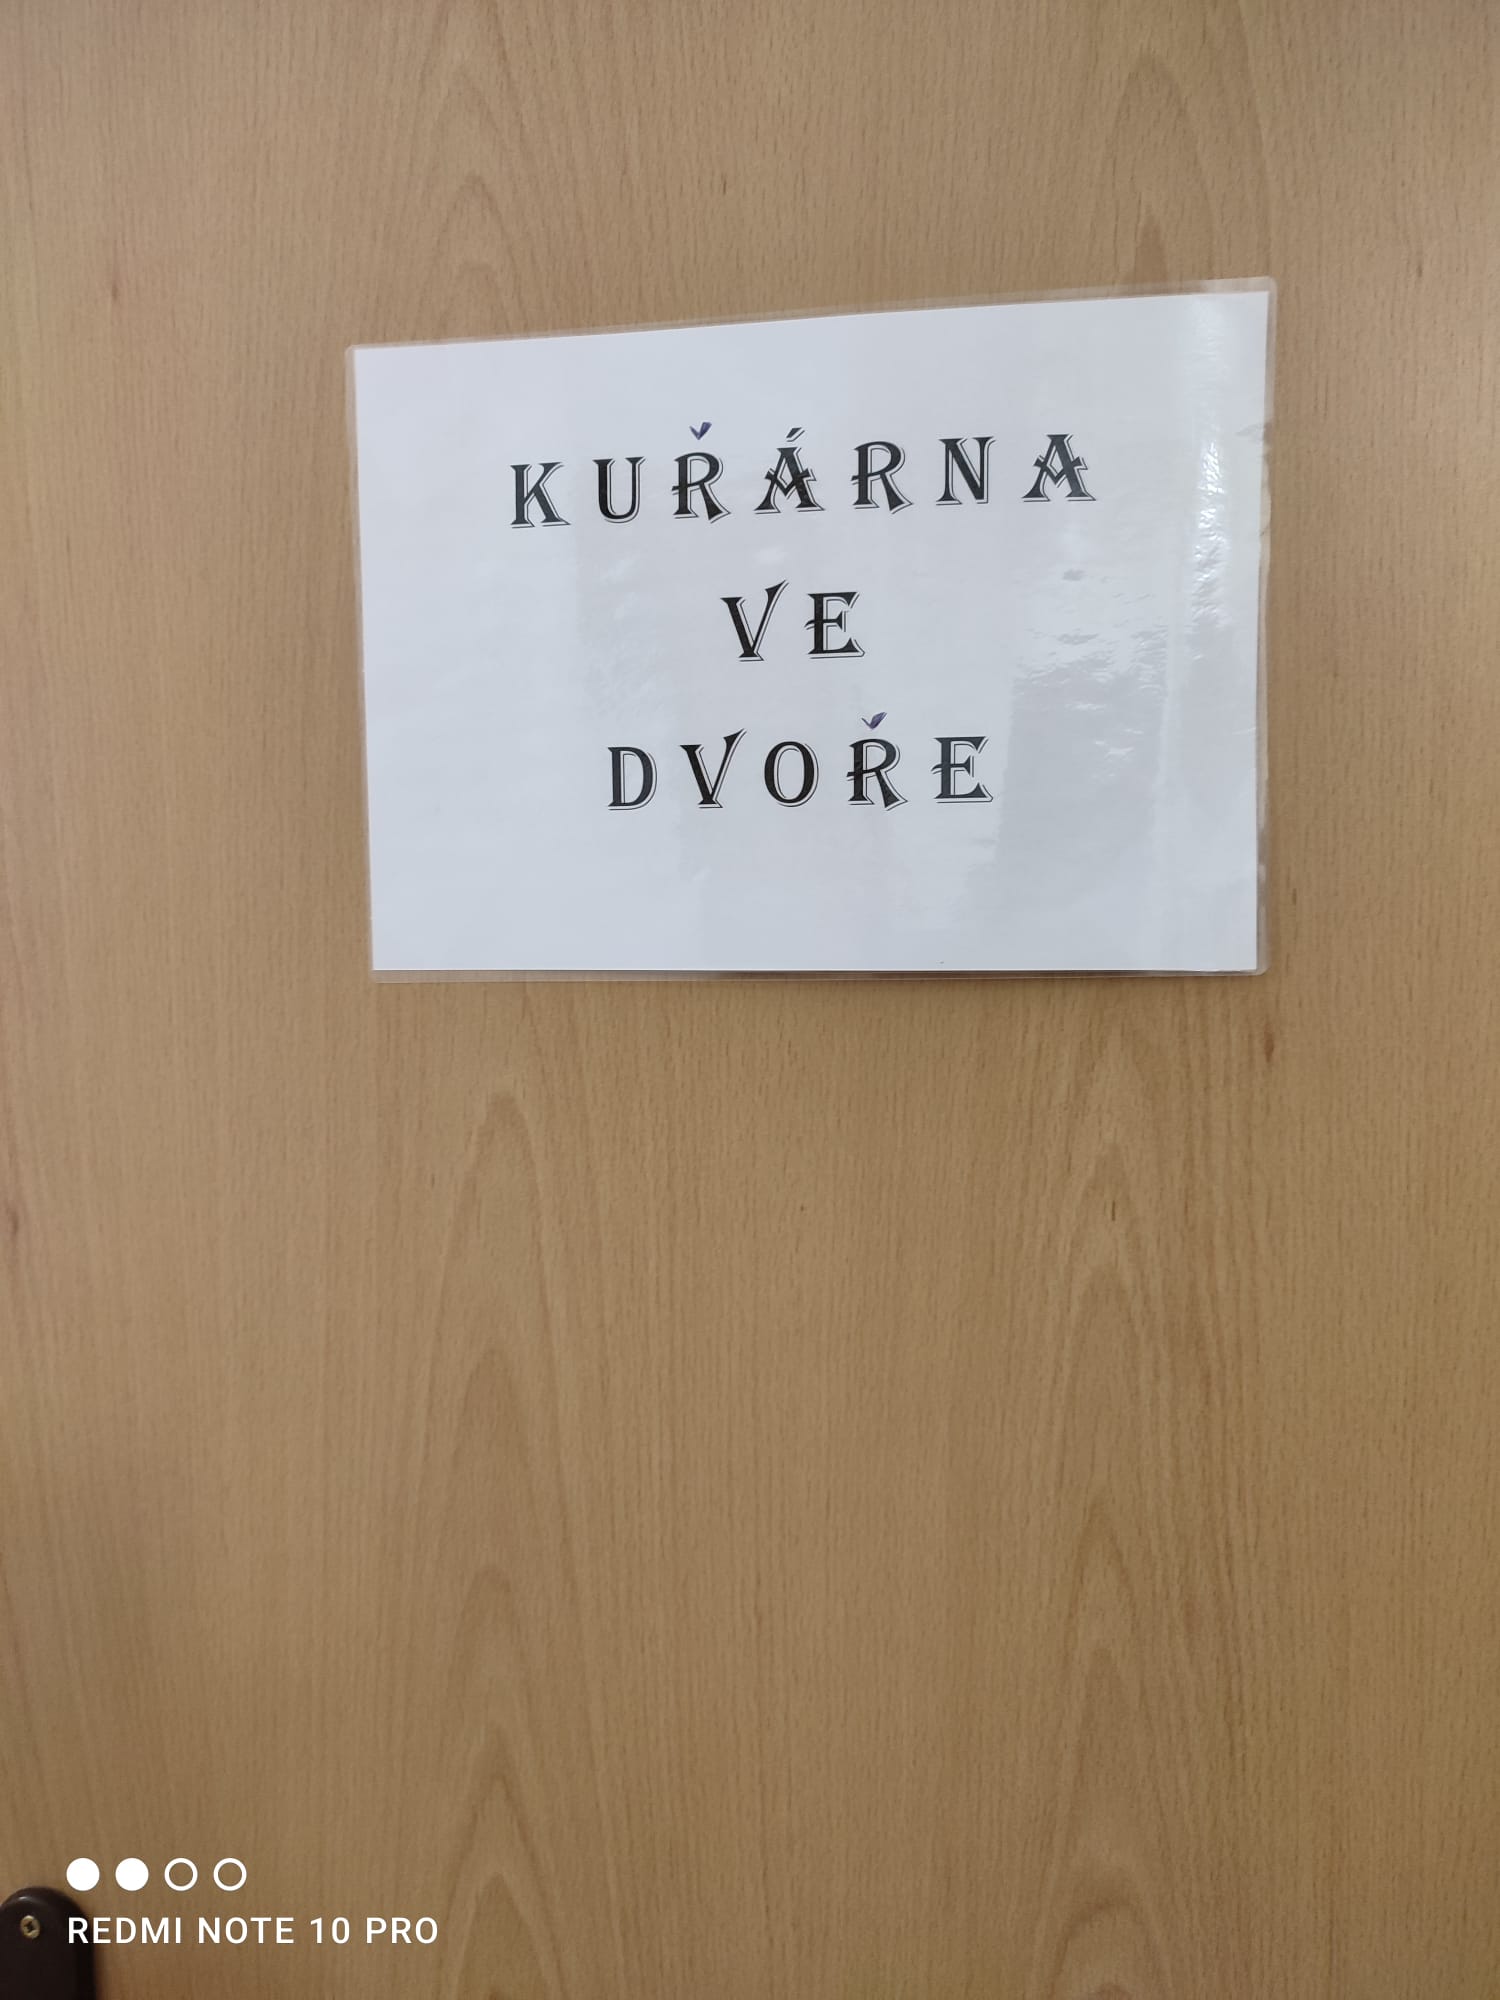 KUŘÁRNA
VE
DVOŘE
REDMI NOTE 10 PRO